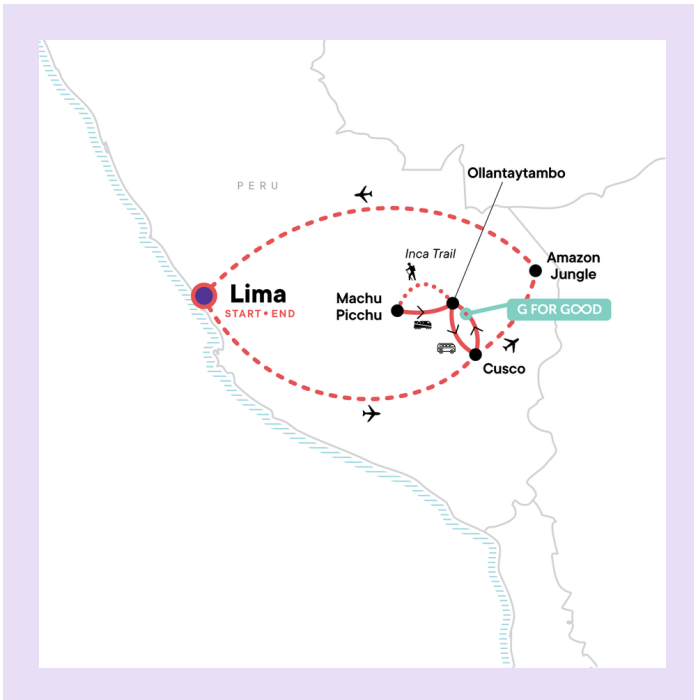 PERU
Ollantaytambo
Inca Trail
Amazon
Jungle
Lima
START • END
Machu
Picchu
G FOR GOOD
Cusco